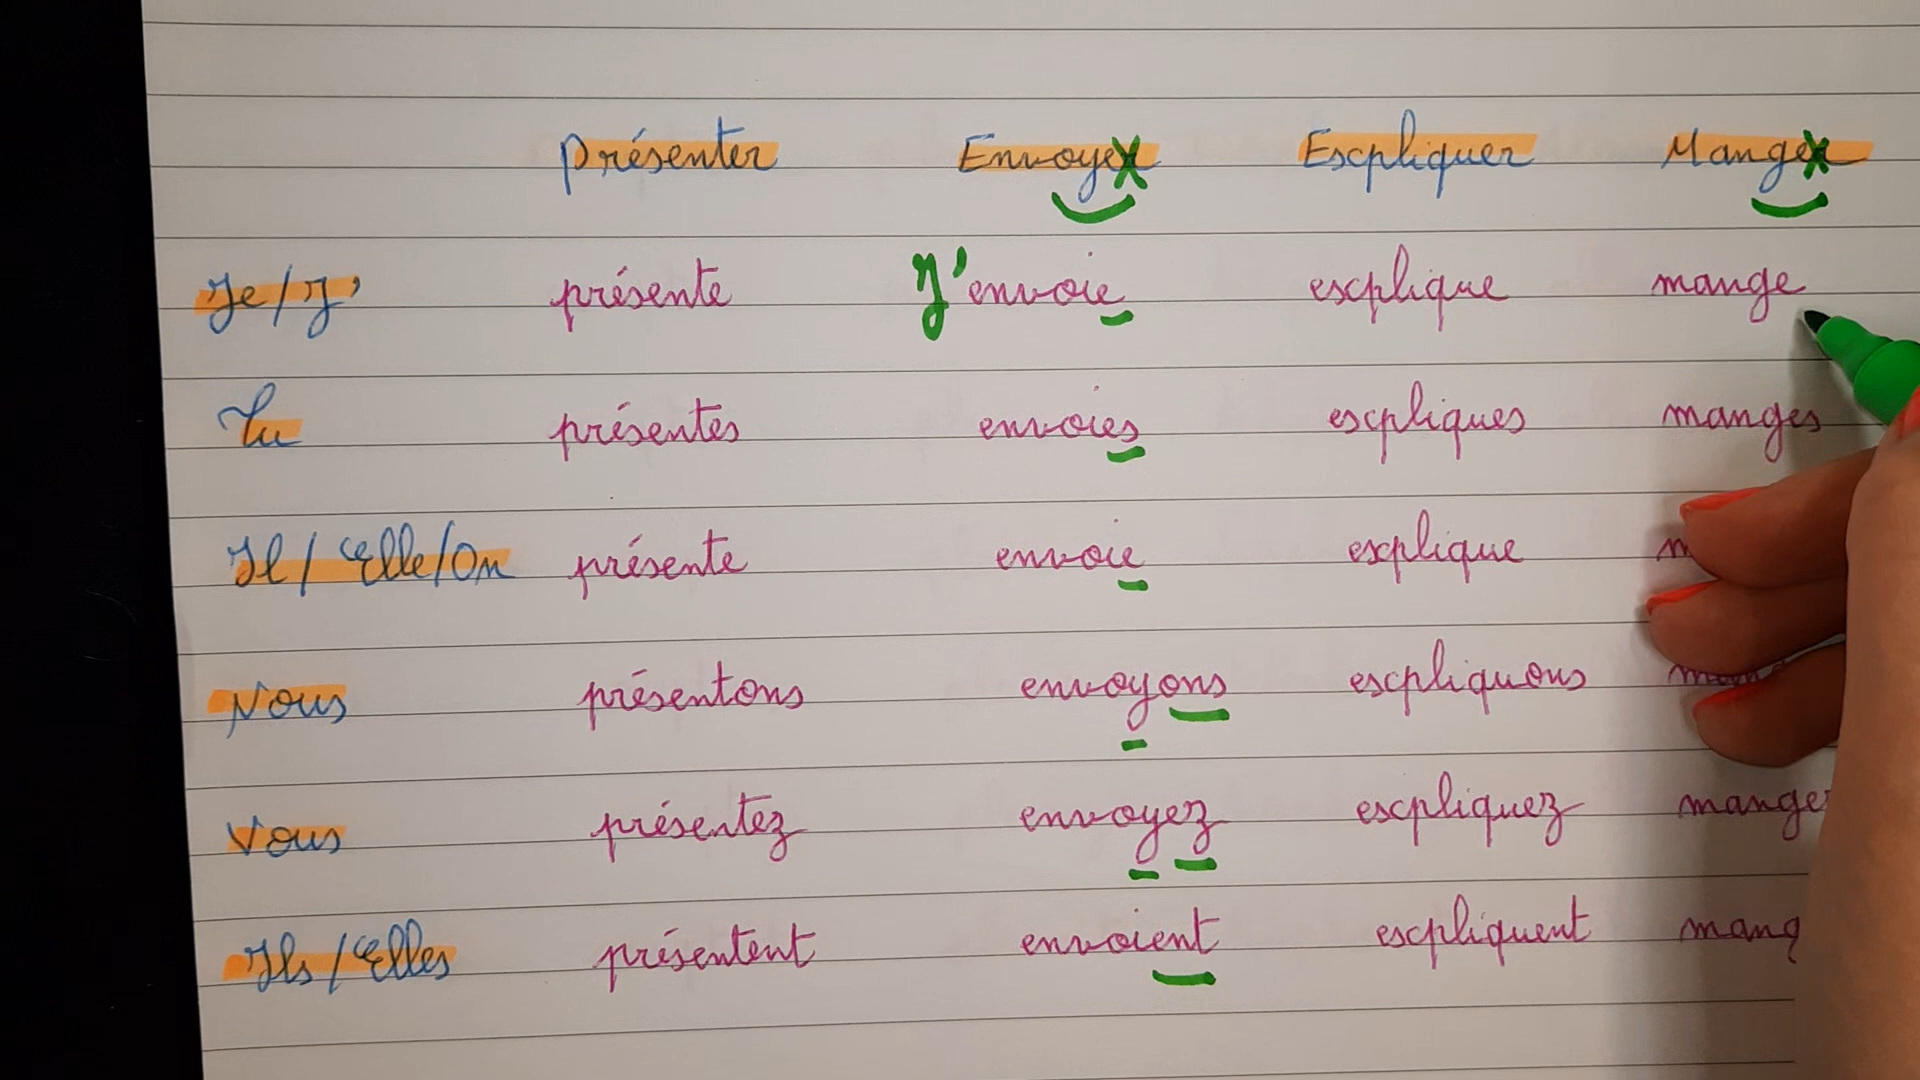 Présenter Envoyer Expliquer Manger
Je/J' présente J'envoie explique mange
Tu présentes envoies expliques manges
Il/Elle/On présente envoie explique
Nous présentons envoyons expliquons
Vous présentez envoyez expliquez
Ils/Elles présentent envoient expliquent